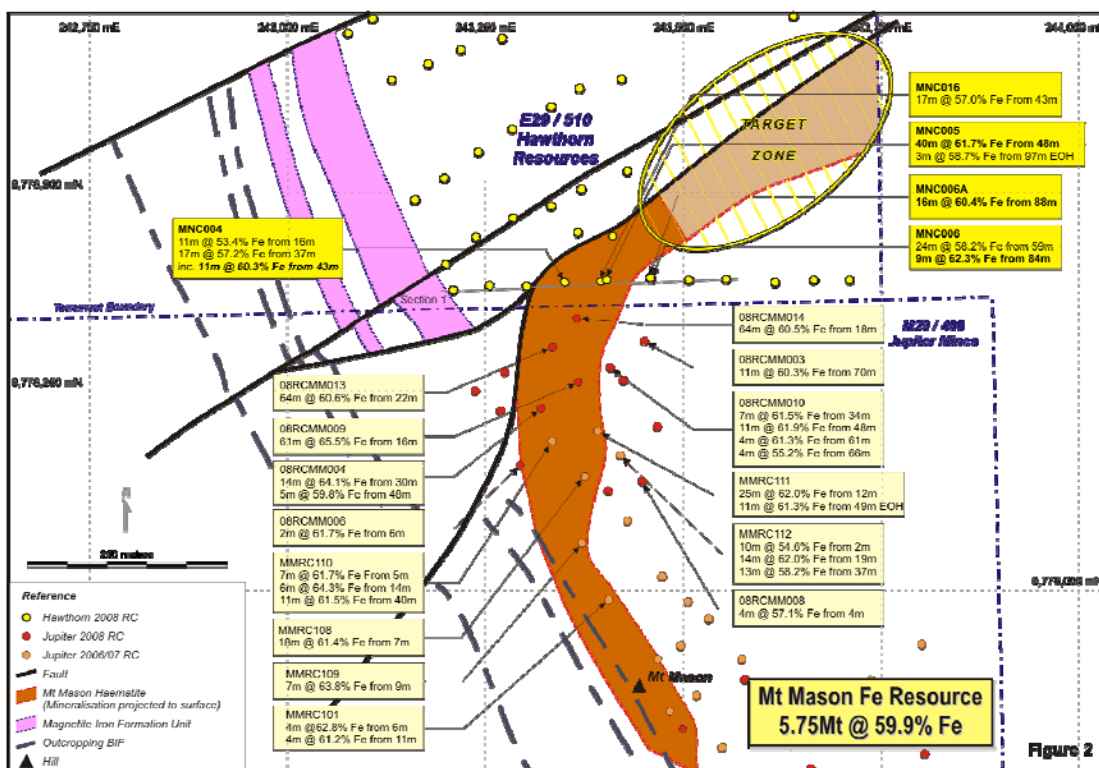 242,750 mE
243,000 mE
243,250 mE
243,500 mE
244,000 mE
E29 / 510
Hawthorn
Resources
TARGET
ZONE
MNC016
17m @ 57.0% Fe From 43m
MNC005
40m @ 61.7% Fe From 48m
3m @ 58.7% Fe from 97m EOH
MNC006A
16m @ 60.4% Fe from 88m
MNC006
24m @ 58.2% Fe from 59m
9m @ 62.3% Fe from 84m
MNC004
11m @ 53.4% Fe from 16m
17m @ 57.2% Fe from 37m
inc. 11m @ 60.3% Fe from 43m
Section 1
Tenement Boundary
Jupiter Mines
08RCMM014
64m @ 60.5% Fe from 18m
08RCMM003
11m @ 60.3% Fe from 70m
08RCMM010
7m @ 61.5% Fe from 34m
11m @ 61.9% Fe from 48m
4m @ 61.3% Fe from 61m
4m @ 55.2% Fe from 66m
MMRC111
25m @ 62.0% Fe from 12m
11m @ 61.3% Fe from 49m EOH
MMRC112
10m @ 54.6% Fe from 2m
14m @ 62.0% Fe from 19m
13m @ 58.2% Fe from 37m
08RCMM008
4m @ 57.1% Fe from 4m
08RCMM013
64m @ 60.6% Fe from 22m
08RCMM009
61m @ 65.5% Fe from 16m
08RCMM004
14m @ 64.1% Fe from 30m
5m @ 59.8% Fe from 48m
08RCMM006
2m @ 61.7% Fe from 6m
MMRC110
7m @ 61.7% Fe From 5m
6m @ 64.3% Fe from 14m
11m @ 61.5% Fe from 40m
MMRC108
18m @ 61.4% Fe from 7m
MMRC109
7m @ 63.8% Fe from 9m
MMRC101
4m @62.8% Fe from 6m
4m @ 61.2% Fe from 11m
250 metres
Reference
Hawthorn 2008 RC
Jupiter 2008 RC
Jupiter 2006/07 RC
Fault
Mt Mason Haematite
(Mineralisation projected to surface)
Magnetite Iron Formation Unit
Outcropping BIF
Hill
Mt Mason
Mt Mason Fe Resource
5.75Mt @ 59.9% Fe
Figure 2